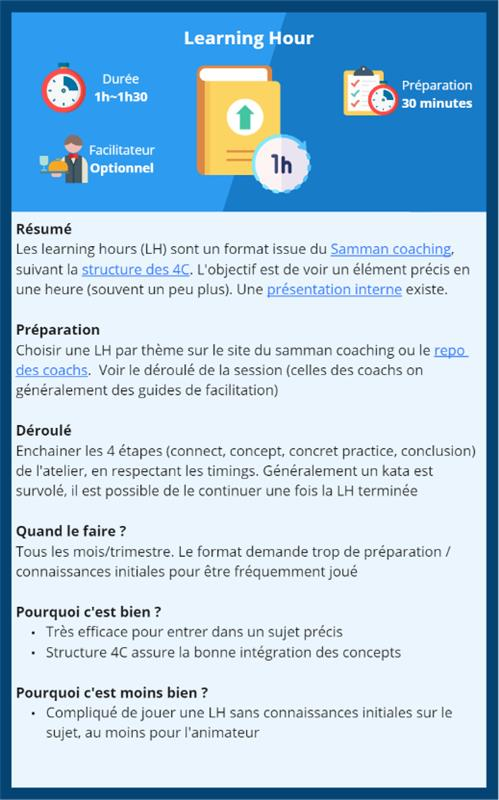 Learning Hour
Durée
1h~1h30
Préparation
30 minutes
Facilitateur
Optionnel
1h
Résumé
Les learning hours (LH) sont un format issue du Samman coaching,
suivant la structure des 4C. L'objectif est de voir un élément précis en
une heure (souvent un peu plus). Une présentation interne existe.
Préparation
Choisir une LH par thème sur le site du samman coaching ou le repo
des coachs. Voir le déroulé de la session (celles des coachs on
généralement des guides de facilitation)
Déroulé
Enchainer les 4 étapes (connect, concept, concret practice, conclusion)
de l'atelier, en respectant les timings. Généralement un kata est
survolé, il est possible de le continuer une fois la LH terminée
Quand le faire ?
Tous les mois/trimestre. Le format demande trop de préparation /
connaissances initiales pour être fréquemment joué
Pourquoi c'est bien ?
• Très efficace pour entrer dans un sujet précis
• Structure 4C assure la bonne intégration des concepts
Pourquoi c'est moins bien ?
• Compliqué de jouer une LH sans connaissances initiales sur le
sujet, au moins pour l'animateur